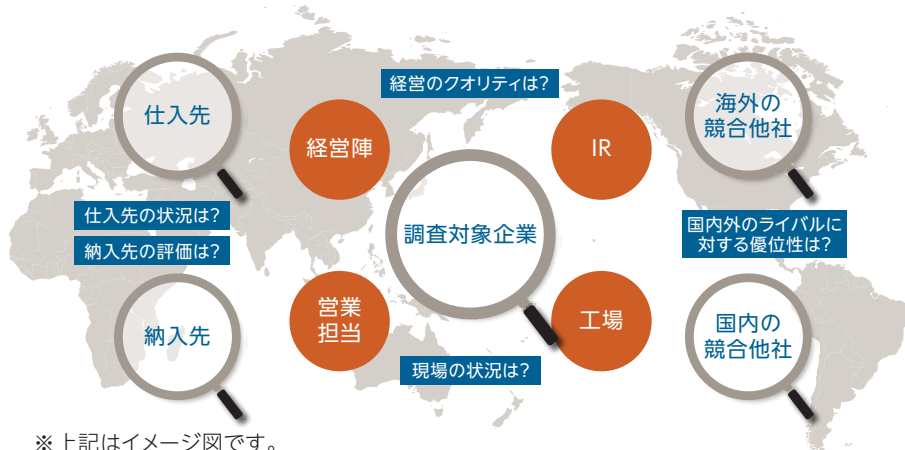 仕入先
仕入先の状況は?
納入先の評価は?
納入先
経営のクオリティは?
経営陣
IR
調査対象企業
営業
担当
工場
現場の状況は?
海外の
競合他社
国内外のライバルに
対する優位性は?
国内の
競合他社
※上記はイメージ図です。